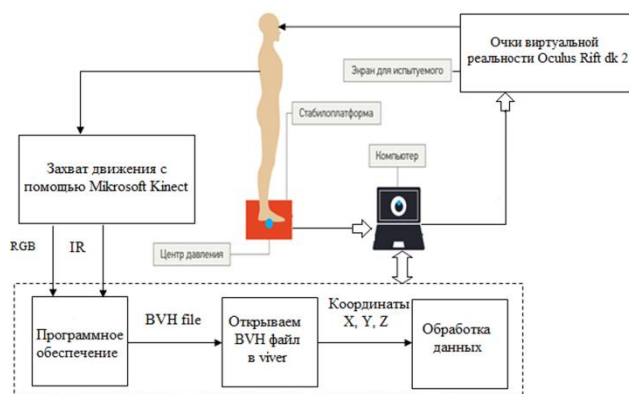 Очки виртуальной
реальности Oculus Rift dk 2
Экран для испытуемого
Стабилоплатформа
Захват движения с
помощью Mikrosoft Kinect
Компьютер
RGB
IR
Центр давления
Программное
обеспечение
BVH file
Открываем
BVH файл
в viver
Координаты
X, Y, Z
Обработка
данных